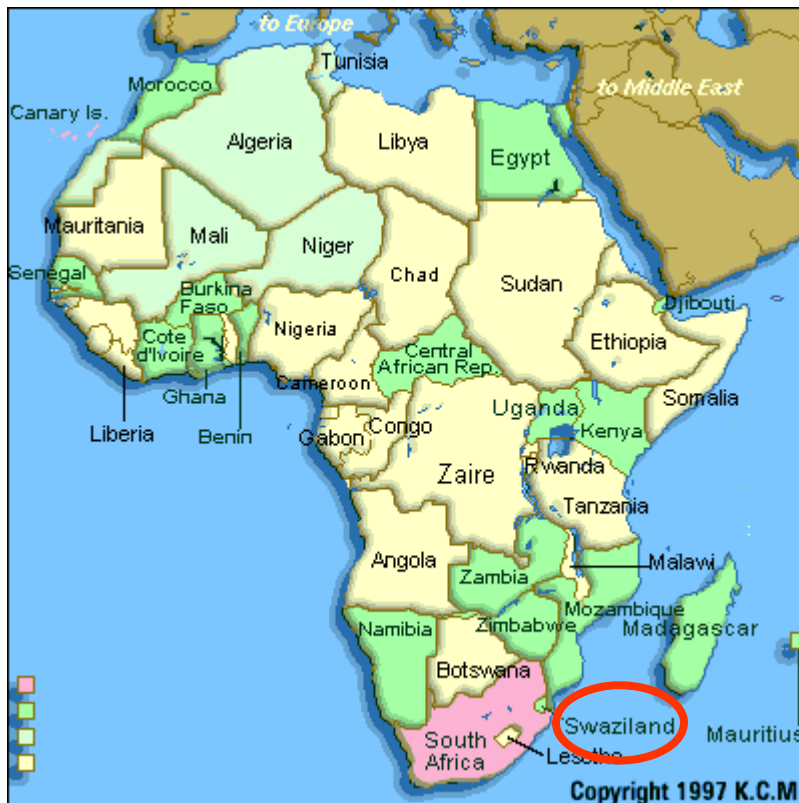 to Europe
Tunisia
Morocco
to Middle East
Canary Is.
Algeria
Libya
Egypt
Mauritania
Mali
Niger
Chad
Sudan
Senegal
Burkina
Faso
Djibouti
Nigeria
Ethiopia
Cote
d'Ivoire
Central
African Rep.
Cameroon
Ghana
Uganda
Somalia
Liberia
Benin
Gabon
Congo
Kenya
Zaire
Rwanda
Tanzania
Angola
Zambia
Malawi
Mozambique
Namibia
Zimbabwe
Madagascar
Botswana
Swaziland
Mauritius
South
Africa
Lesotho
Copyright 1997 K.C.M